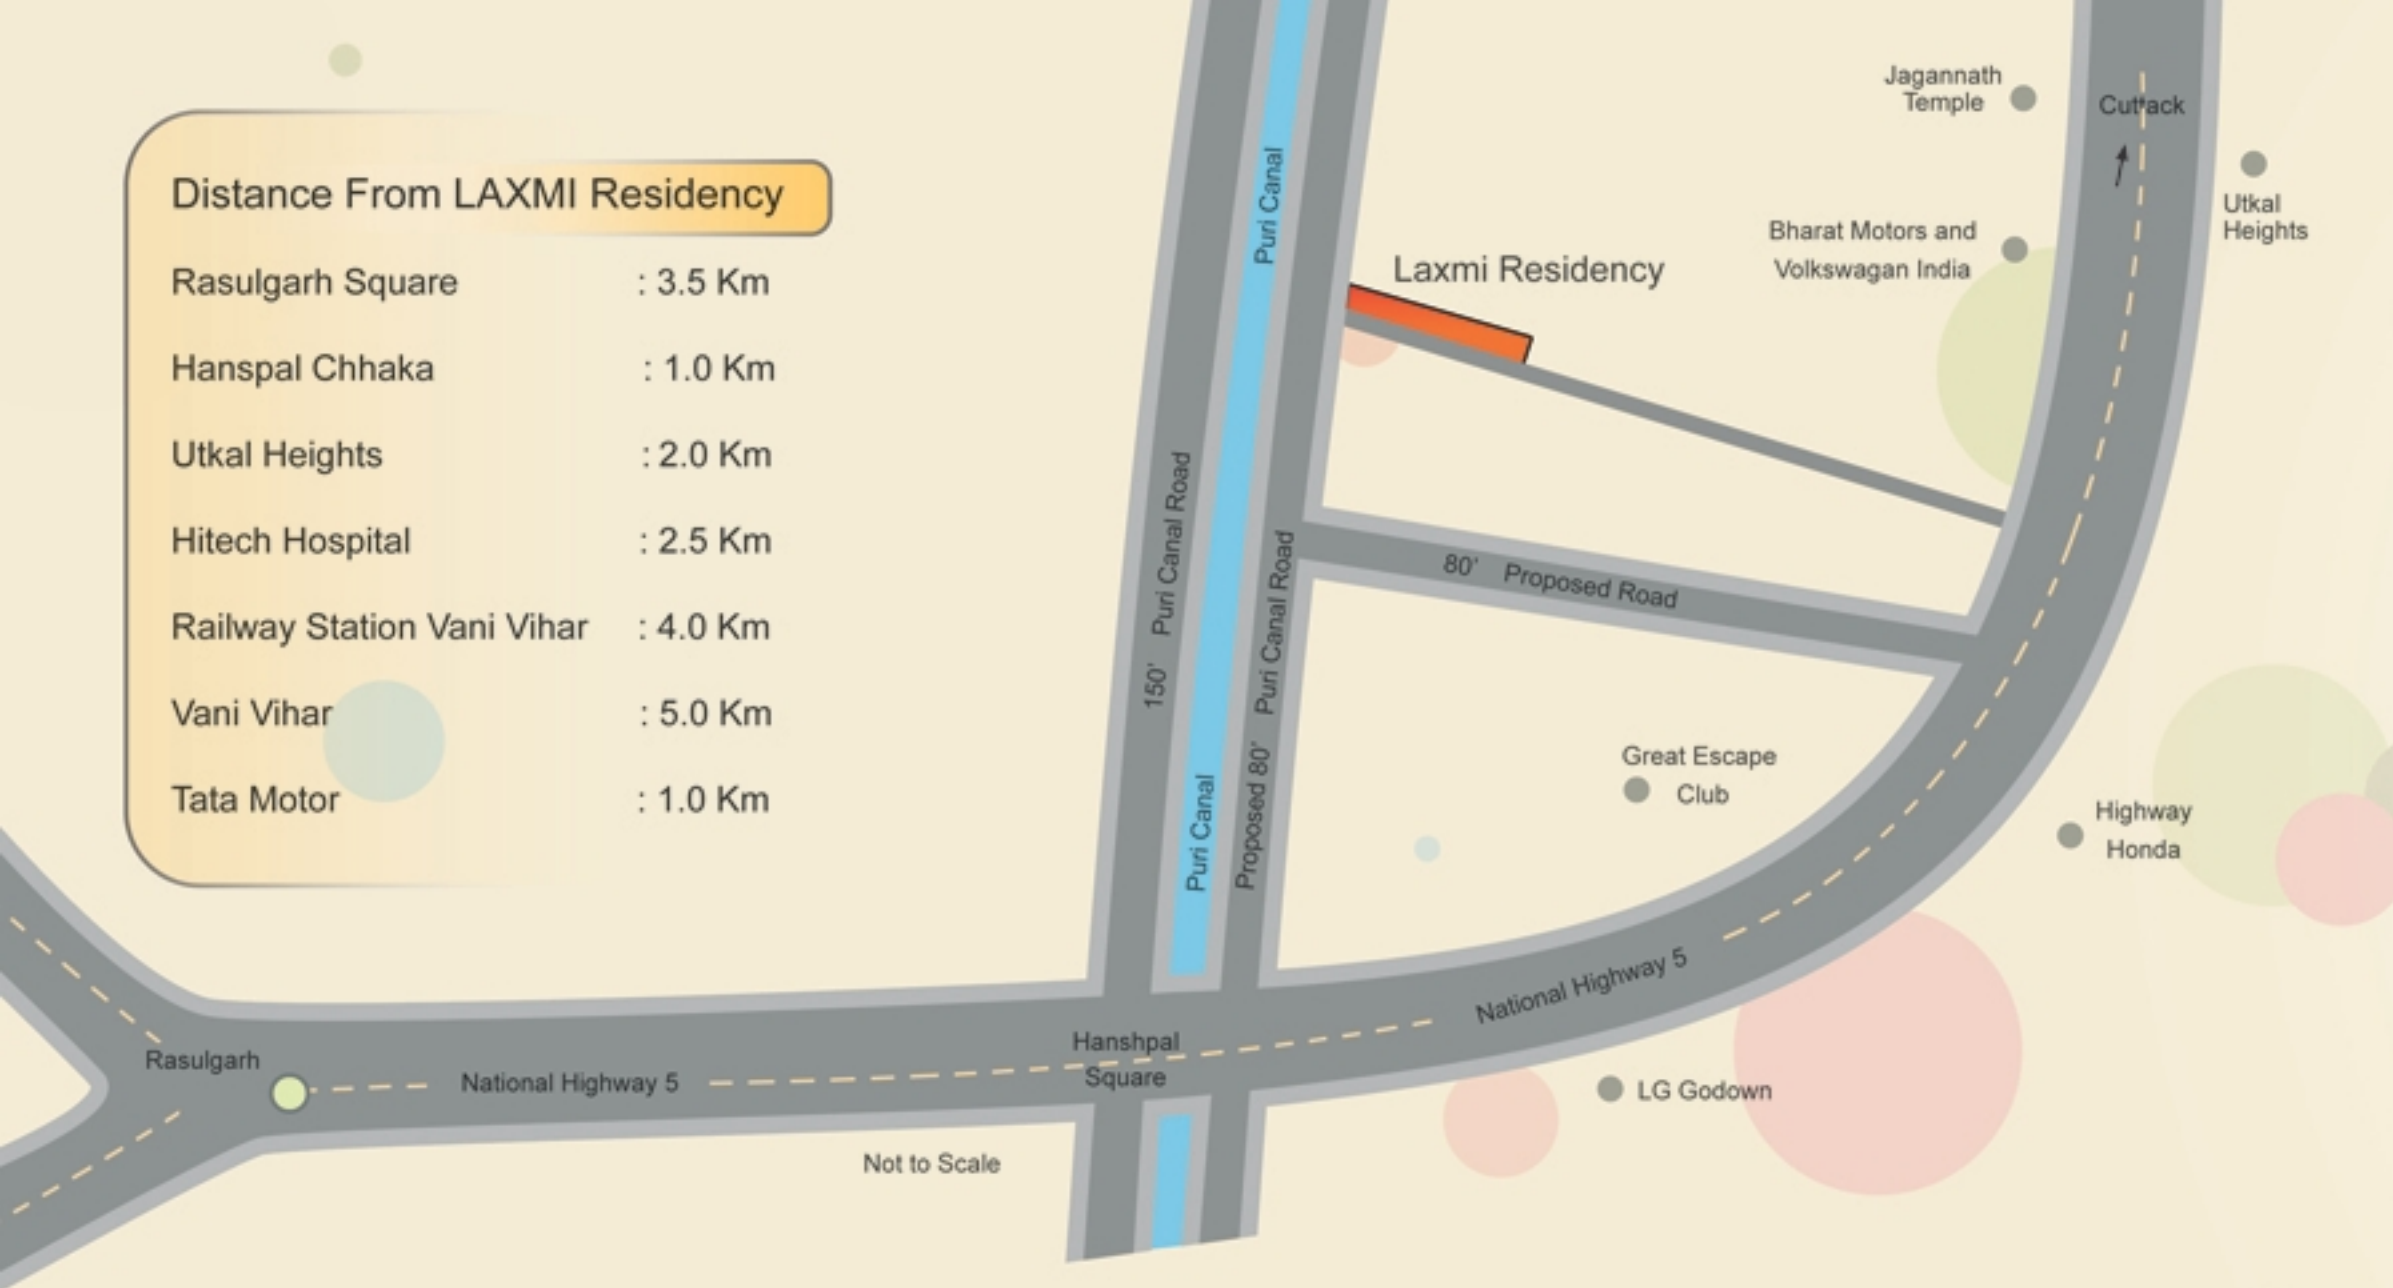 Distance From LAXMI Residency
Rasulgarh Square : 3.5 Km
Hanspal Chhaka : 1.0 Km
Utkal Heights : 2.0 Km
Hitech Hospital : 2.5 Km
Railway Station Vani Vihar : 4.0 Km
Vani Vihar : 5.0 Km
Tata Motor : 1.0 Km
Puri Canal
150' Puri Canal Road
Puri Canal
Proposed 80' Puri Canal Road
Laxmi Residency
80' Proposed Road
Jagannath
Temple
Cuttack
Utkal
Heights
Bharat Motors and
Volkswagan India
Great Escape
Club
Highway
Honda
National Highway 5
LG Godown
Hanshpal
Square
National Highway 5
Rasulgarh
Not to Scale